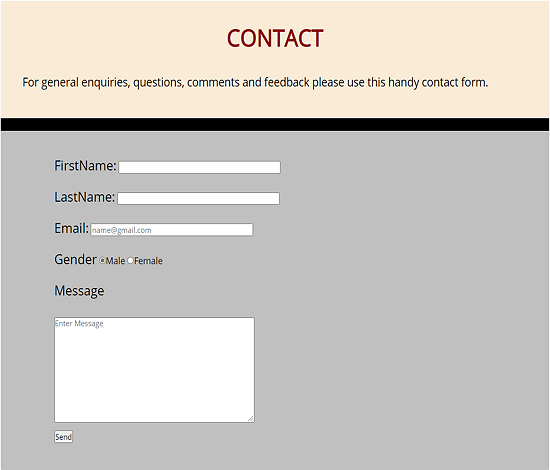 CONTACT
For general enquiries, questions, comments and feedback please use this handy contact form.
FirstName:
LastName:
Email: name@gmail.com
Gender Male Female
Message
Enter Message
Send